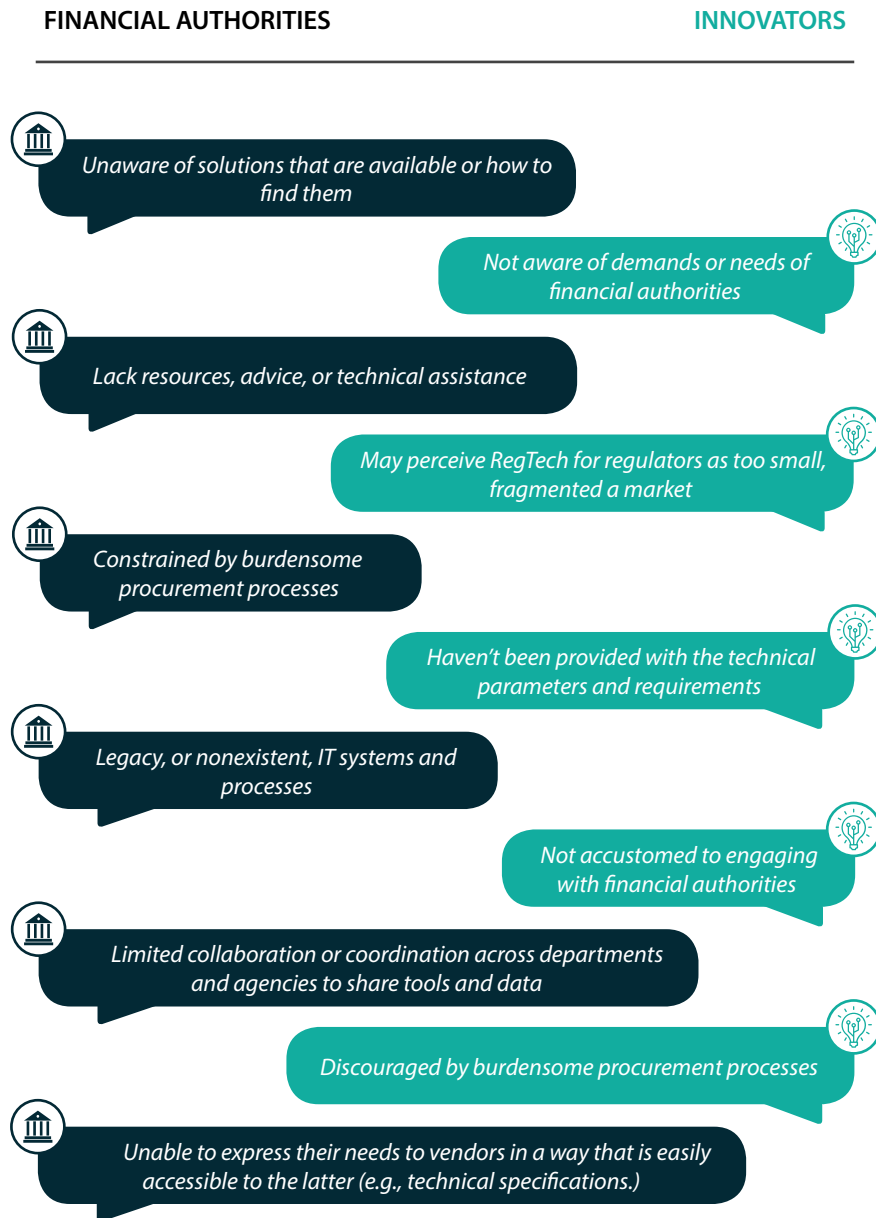 FINANCIAL AUTHORITIES
INNOVATORS
Unaware of solutions that are available or how to
find them
Not aware of demands or needs of
financial authorities
Lack resources, advice, or technical assistance
May perceive RegTech for regulators as too small,
fragmented a market
Constrained by burdensome
procurement processes
Haven't been provided with the technical
parameters and requirements
Legacy, or nonexistent, IT systems and
processes
Not accustomed to engaging
with financial authorities
Limited collaboration or coordination across departments
and agencies to share tools and data
Discouraged by burdensome procurement processes
Unable to express their needs to vendors in a way that is easily
accessible to the latter (e.g., technical specifications.)